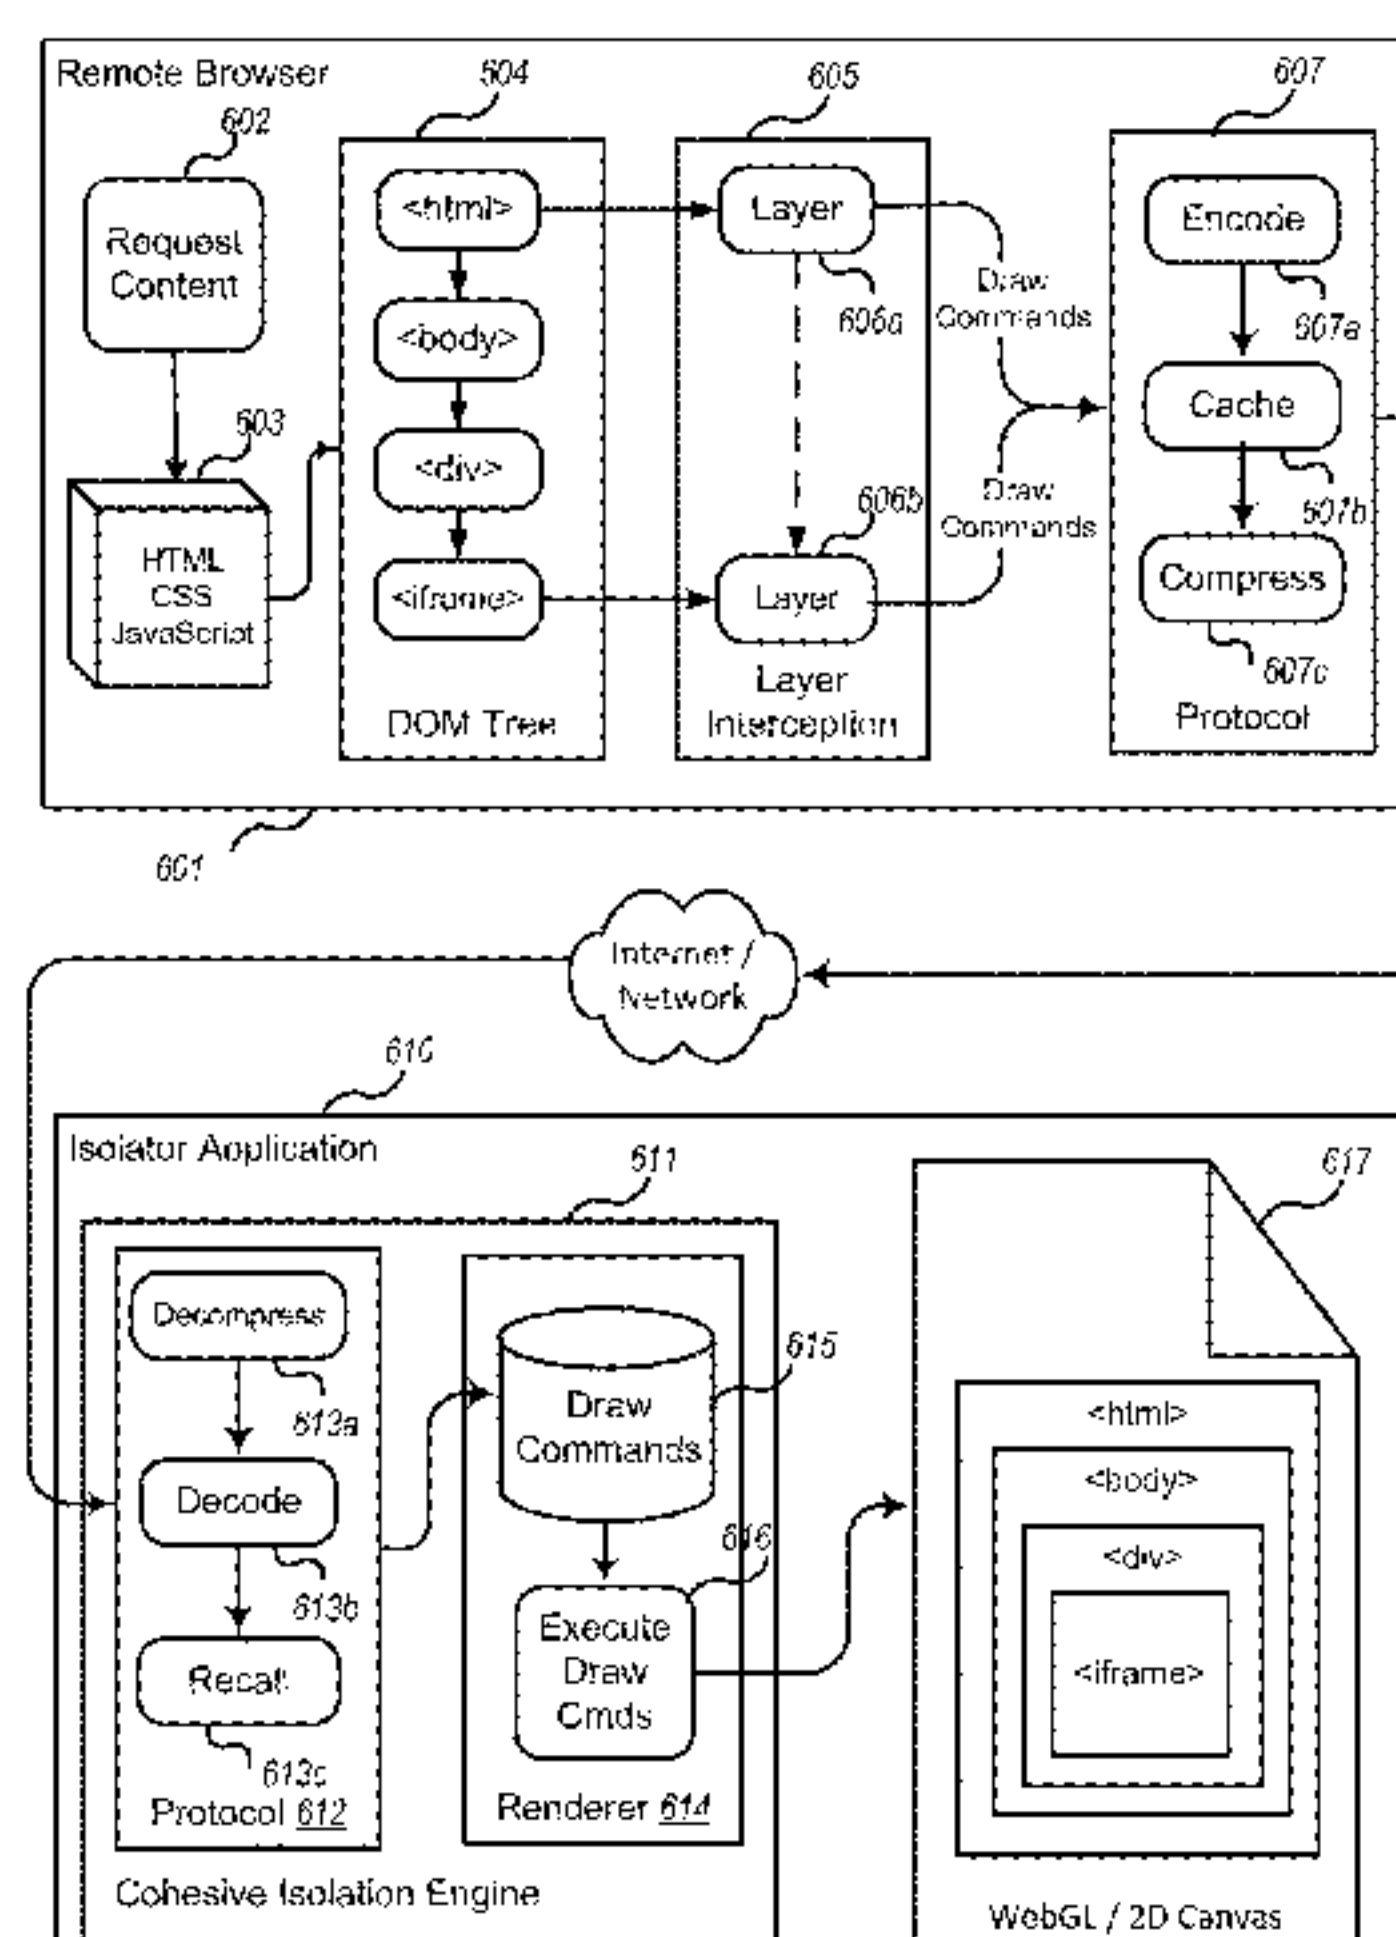 Remote Browser
602
604
605
607
Request
Content
<html>
<body>
<div>
<iframe>
DOM Tree
603
HTML
CSS
JavaScript
Layer
606a
606b
Layer
Layer
Interception
Draw
Commands
Draw
Commands
Encode
607a
Cache
607b
Compress
607c
Protocol
601
Internet /
Network
610
Isolator Application
611
617
Decompress
613a
Decode
613b
Recall
613c
Protocol 612
Draw
Commands
615
616
Execute
Draw
Cmds
Renderer 614
Cohesive Isolation Engine
<html>
<body>
<div>
<iframe>
WebGL / 2D Canvas